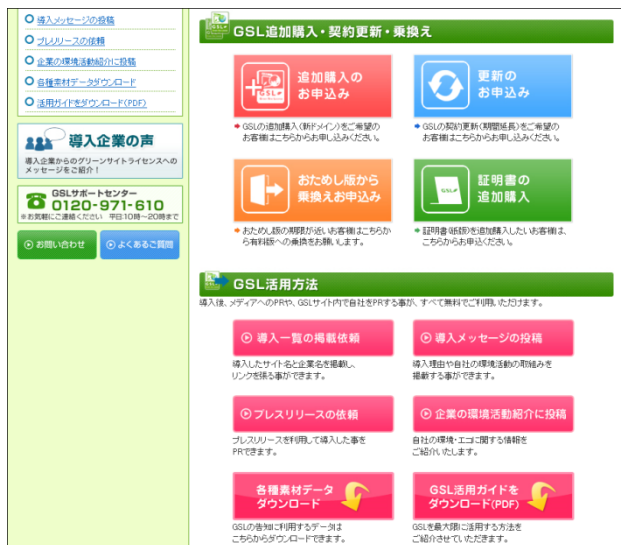 導入メッセージの投稿
プレリリースの依頼
企業の環境活動紹介に投稿
各種素材データダウンロード
活用ガイドをダウンロード(PDF)
導入企業の声
導入企業からのグリーンサイトライセンスへの
メッセージをご紹介！
GSLサポートセンター
0120-971-610
※お気軽にご連絡ください 平日10時～20時まで
お問い合わせ
よくあるご質問
GSL追加購入・契約更新・乗換え
追加購入の
お申込み
GSLの追加購入(新ドメイン)をご希望の
お客様はこちらからお申し込みください。
更新の
お申込み
GSLの契約更新(期間延長)をご希望の
お客様はこちらからお申し込みください。
おためし版から
乗換えお申込み
おためし版の期限が近いお客様はこちらか
ら有料版への乗換をお願いします。
証明書の
追加購入
証明書(紙版)を追加購入したいお客様は、
こちらからお申込ください。
GSL活用方法
導入後、メディアへのPRや、GSLサイト内で自社をPRする事が、すべて無料でご利用いただけます。
導入一覧の掲載依頼
導入したサイト名と企業名を掲載し、
リンクを張る事ができます。
導入メッセージの投稿
導入理由や自社の環境活動の取組みを
掲載する事ができます。
プレスリリースの依頼
プレスリリースを利用して導入した事を
PRできます。
企業の環境活動紹介に投稿
自社の環境・エコに関する情報を
ご紹介いたします。
各種素材データ
ダウンロード
GSLの告知に利用するデータは
こちらからダウンロードできます。
GSL活用ガイドを
ダウンロード(PDF)
GSLを最大限に活用する方法を
ご紹介させていただきます。